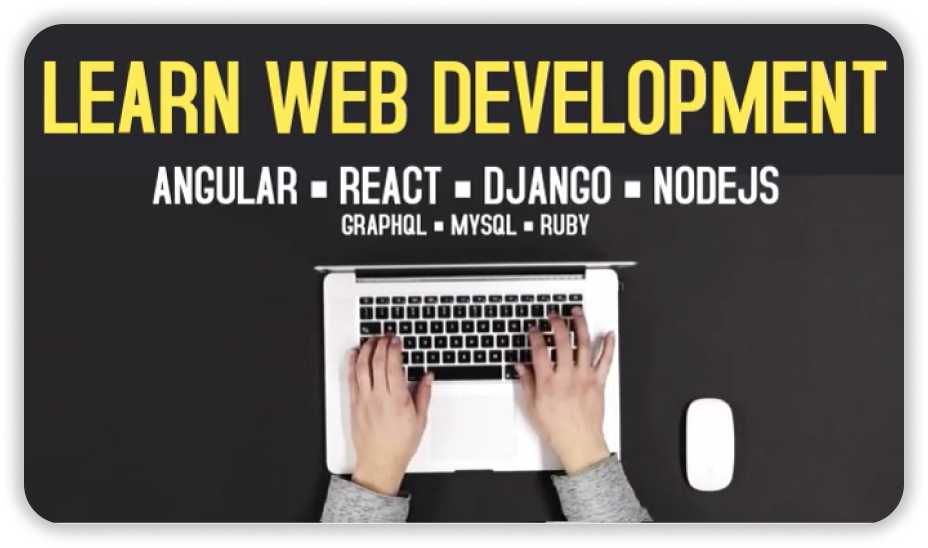 LEARN WEB DEVELOPMENT
ANGULAR ▪ REACT ▪ DJANGO ▪ NODEJS
GRAPHQL ▪ MYSQL ▪ RUBY